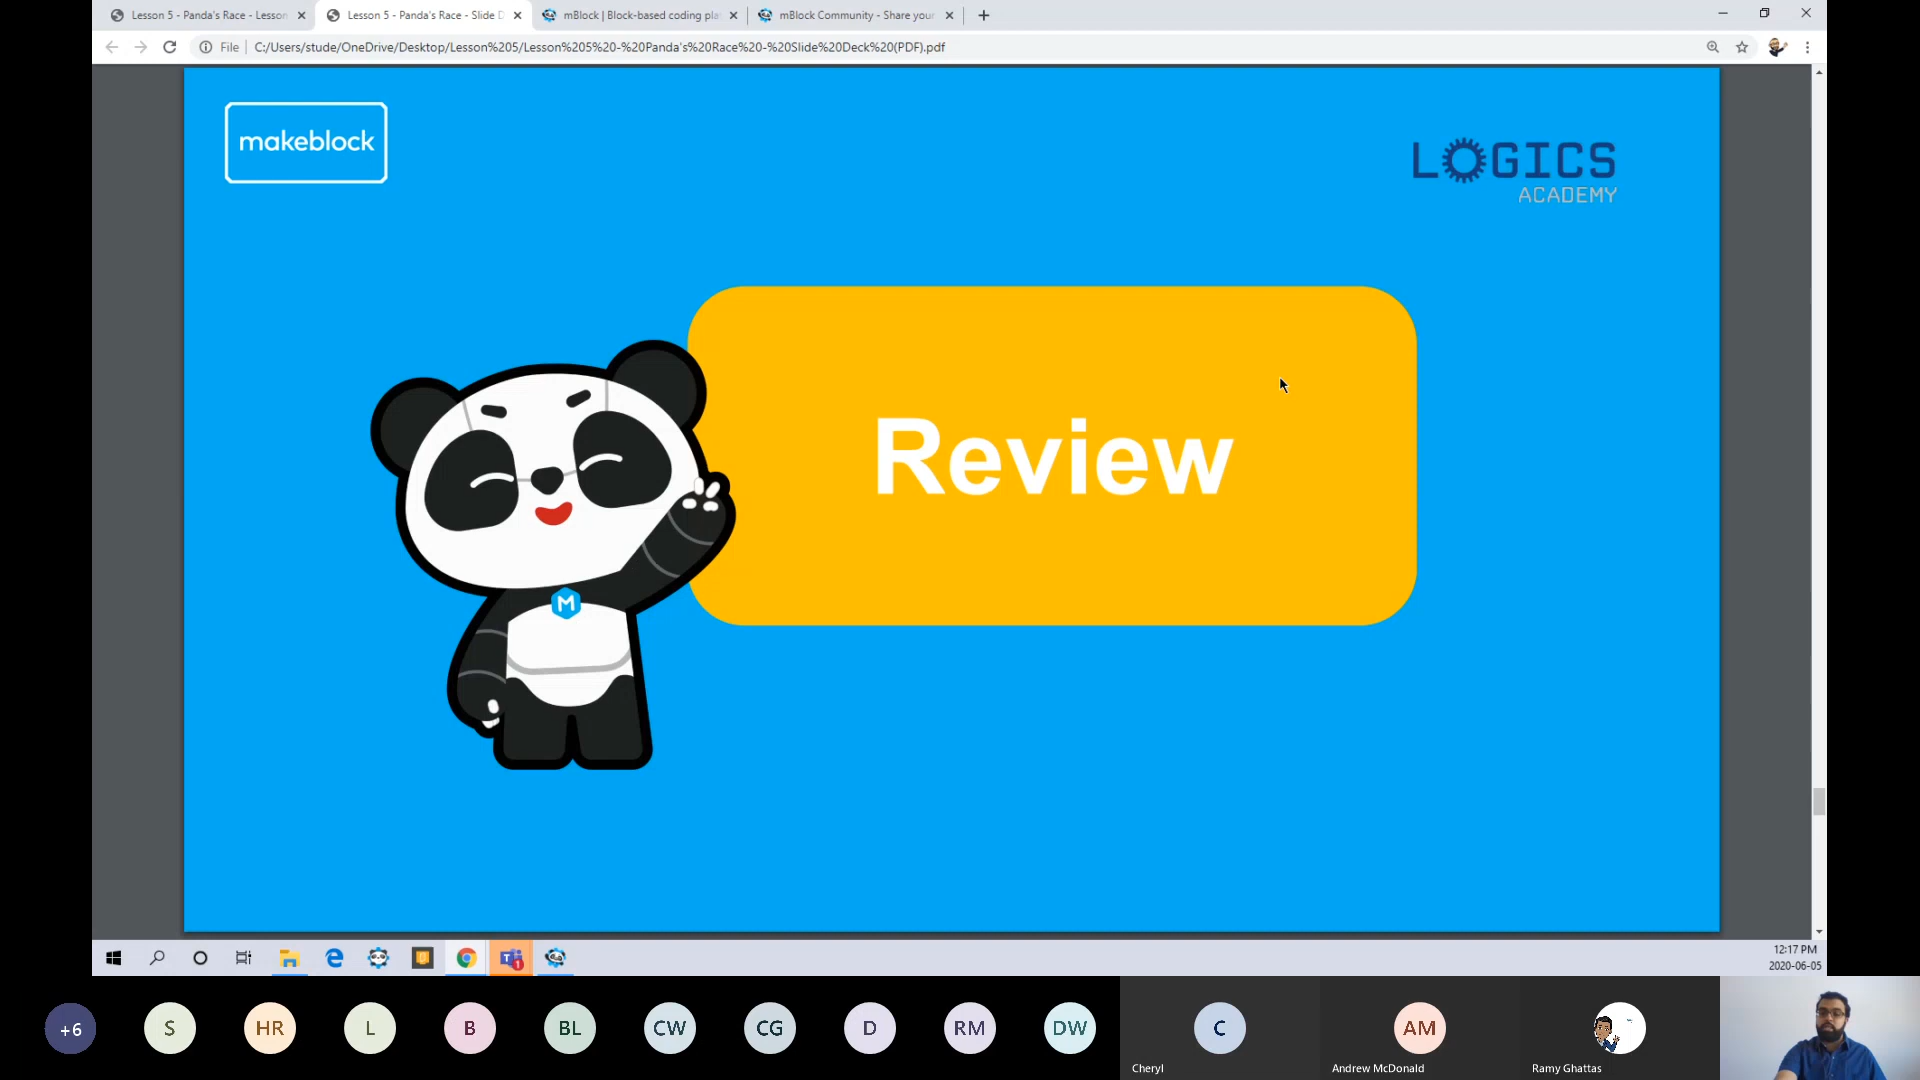 Lesson 5 - Panda's Race - Lesson
Lesson 5 - Panda's Race - Slide D
mBlock | Block-based coding pla
mBlock Community - Share your
File
C:/Users/stude/OneDrive/Desktop/Lesson%205/Lesson%205%20-%20Panda's%20Race%20-%20Slide%20Deck%20(PDF).pdf
makeblock
LOGICS
ACADEMY
Review
M
12:17 PM
2020-06-05
+6
S
HR
L
B
BL
CW
CG
D
RM
DW
C
AM
Cheryl
Andrew McDonald
Ramy Ghattas